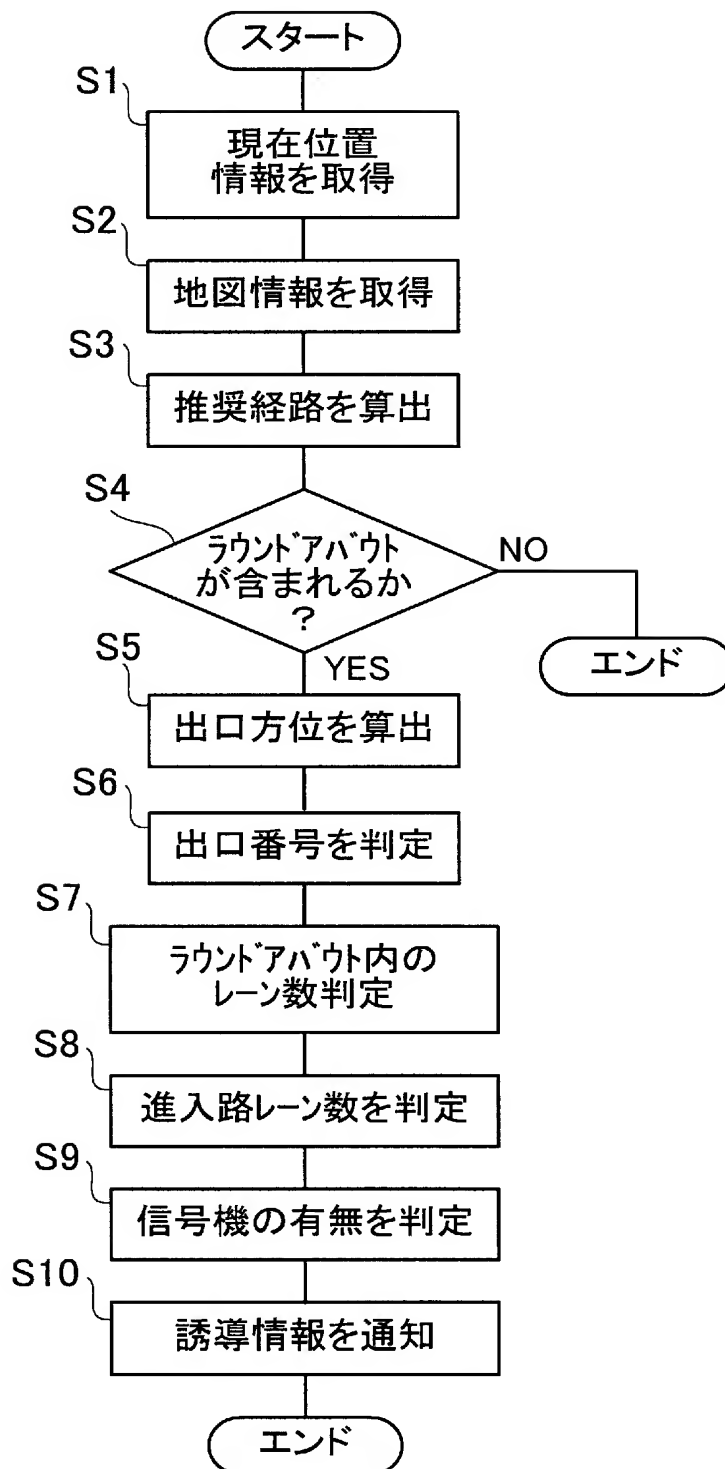 スタート
S1
現在位置
情報を取得
S2
地図情報を取得
S3
推奨経路を算出
S4
ﾗｳﾝﾄﾞｱﾊﾞｳﾄ
が含まれるか
？
NO
エンド
YES
S5
出口方位を算出
S6
出口番号を判定
S7
ﾗｳﾝﾄﾞｱﾊﾞｳﾄ内の
レーン数判定
S8
進入路レーン数を判定
S9
信号機の有無を判定
S10
誘導情報を通知
エンド